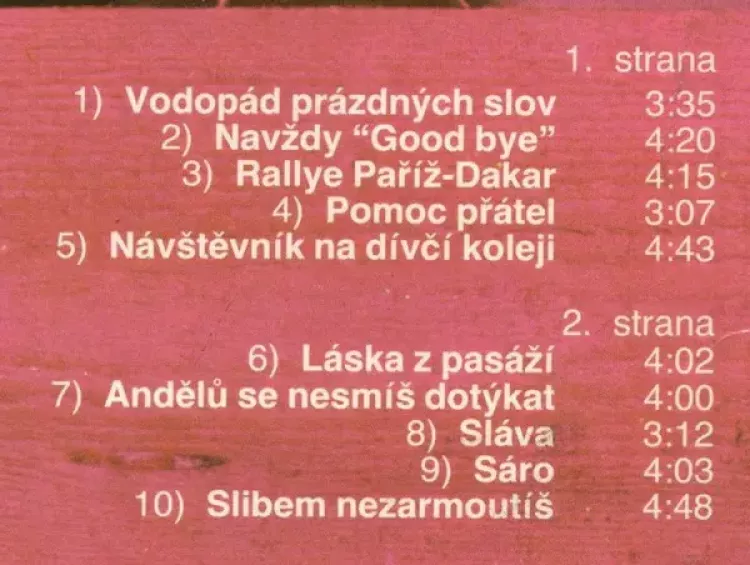 1. strana
1) Vodopád prázdných slov 3:35
2) Navždy “Good bye” 4:20
3) Rallye Paříž-Dakar 4:15
4) Pomoc přátel 3:07
5) Návštěvník na dívčí koleji 4:43
2. strana
6) Láska z pasáží 4:02
7) Andělů se nesmíš dotýkat 4:00
8) Sláva 3:12
9) Sáro 4:03
10) Slibem nezarmoutíš 4:48